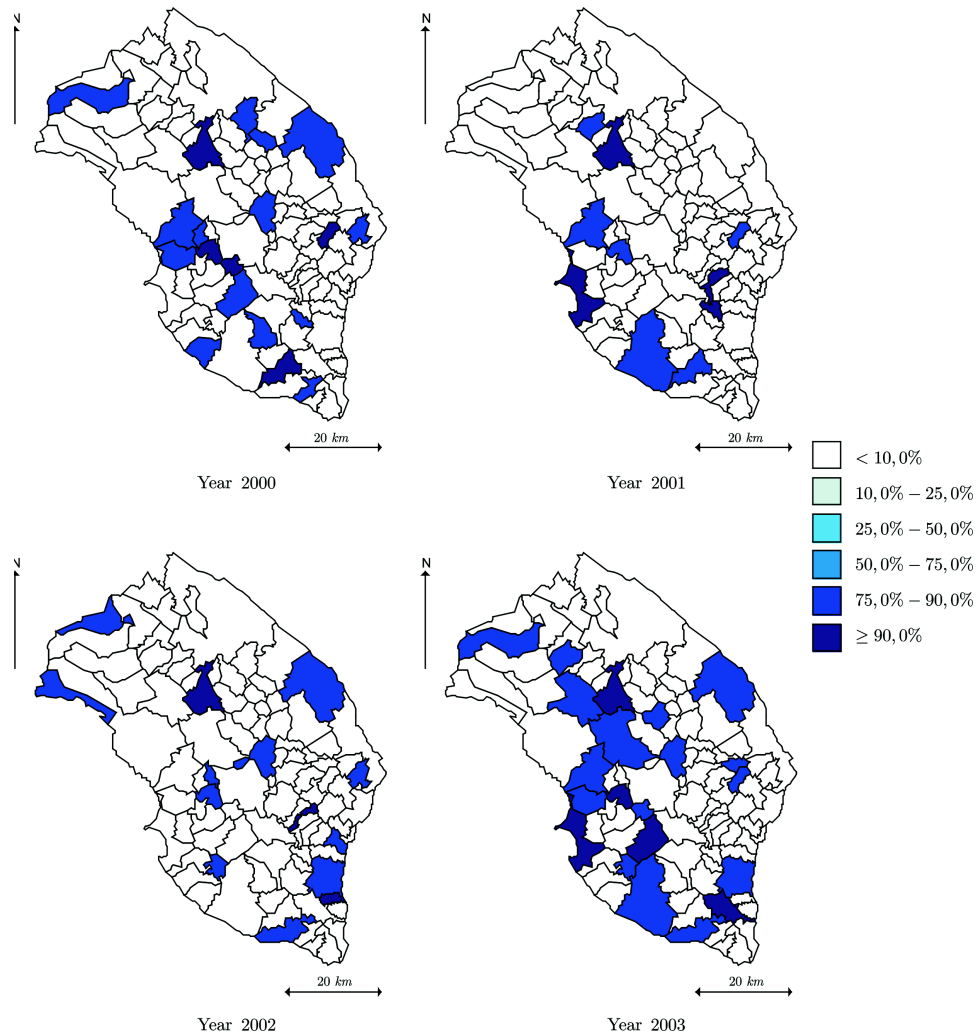 N
N
20 km
20 km
Year 2000
Year 2001
< 10, 0%
10, 0% − 25, 0%
25, 0% − 50, 0%
50, 0% − 75, 0%
75, 0% − 90, 0%
≥ 90, 0%
N
N
20 km
20 km
Year 2002
Year 2003